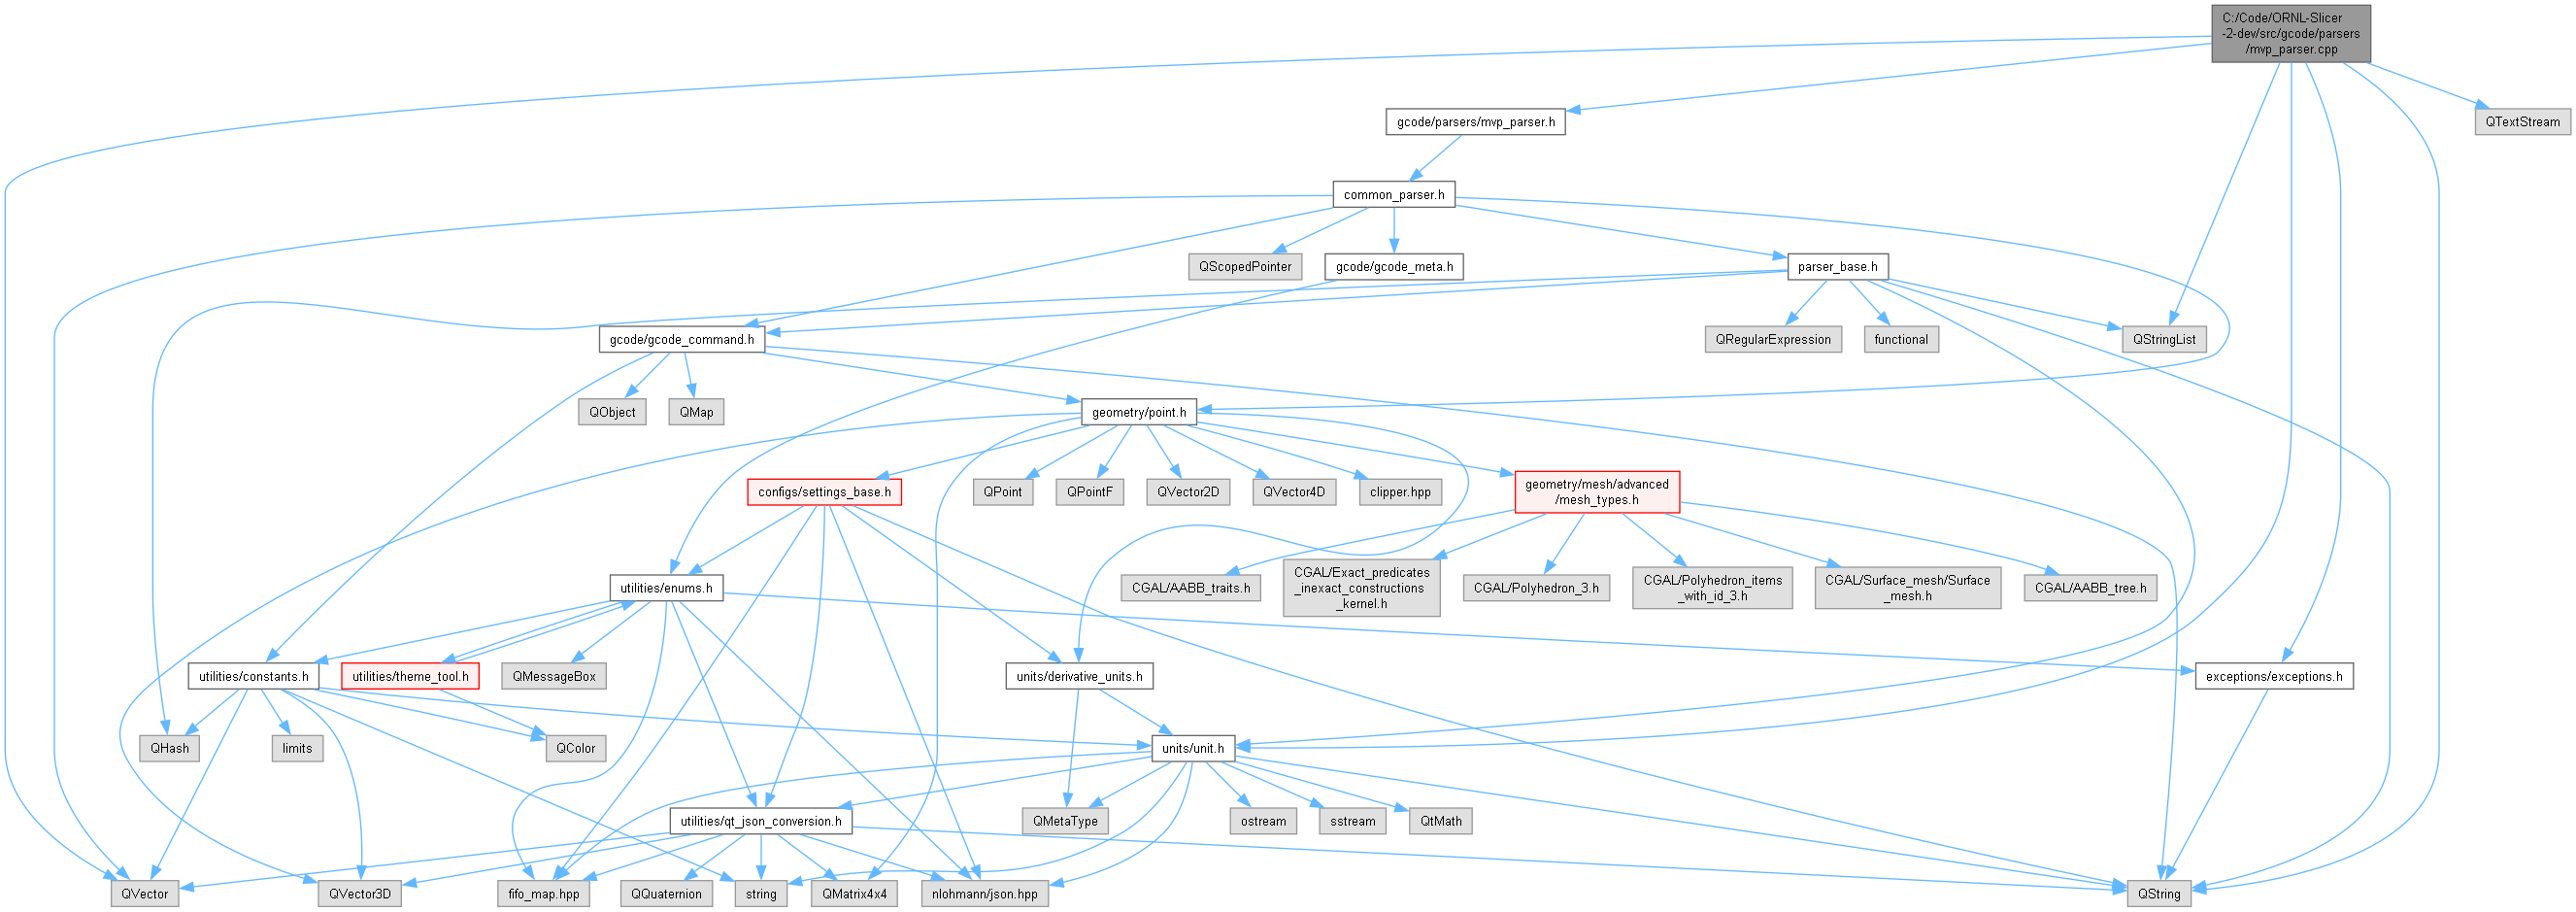 C:/Code/ORNL-Slicer
-2-dev/src/gcode/parsers
/mvp_parser.cpp
gcode/parsers/mvp_parser.h
QTextStream
common_parser.h
QScopedPointer
gcode/gcode_meta.h
parser_base.h
gcode/gcode_command.h
QRegularExpression
functional
QStringList
QObject
QMap
geometry/point.h
configs/settings_base.h
QPoint
QPointF
QVector2D
QVector4D
clipper.hpp
geometry/mesh/advanced
/mesh_types.h
utilities/enums.h
CGAL/AABB_traits.h
CGAL/Exact_predicates
_inexact_constructions
_kernel.h
CGAL/Polyhedron_3.h
CGAL/Polyhedron_items
_with_id_3.h
CGAL/Surface_mesh/Surface
_mesh.h
CGAL/AABB_tree.h
utilities/constants.h
utilities/theme_tool.h
QMessageBox
units/derivative_units.h
exceptions/exceptions.h
QHash
limits
QColor
units/unit.h
utilities/qt_json_conversion.h
QMetaType
ostream
sstream
QtMath
QVector
QVector3D
fifo_map.hpp
QQuaternion
string
QMatrix4x4
nlohmann/json.hpp
QString